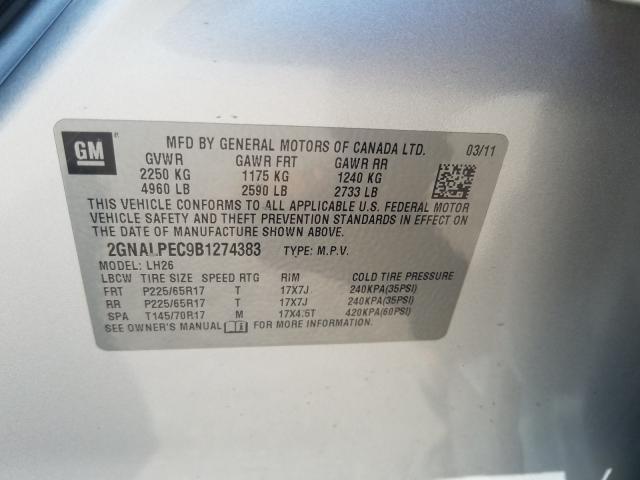 GM
MFD BY GENERAL MOTORS OF CANADA LTD. 03/11
GVWR GAWR FRT GAWR RR
2250 KG 1175 KG 1240 KG
4960 LB 2590 LB 2733 LB
THIS VEHICLE CONFORMS TO ALL APPLICABLE U.S. FEDERAL MOTOR
VEHICLE SAFETY AND THEFT PREVENTION STANDARDS IN EFFECT ON
THE DATE OF MANUFACTURE SHOWN ABOVE.
2GNALPEC9B1274383 TYPE: M.P.V.
MODEL: LH26
LBCW TIRE SIZE SPEED RTG RIM COLD TIRE PRESSURE
FRT P225/65R17 T 17X7J 240KPA(35PSI)
RR P225/65R17 T 17X7J 240KPA(35PSI)
SPA T145/70R17 M 17X4.5T 420KPA(60PSI)
SEE OWNER'S MANUAL FOR MORE INFORMATION.